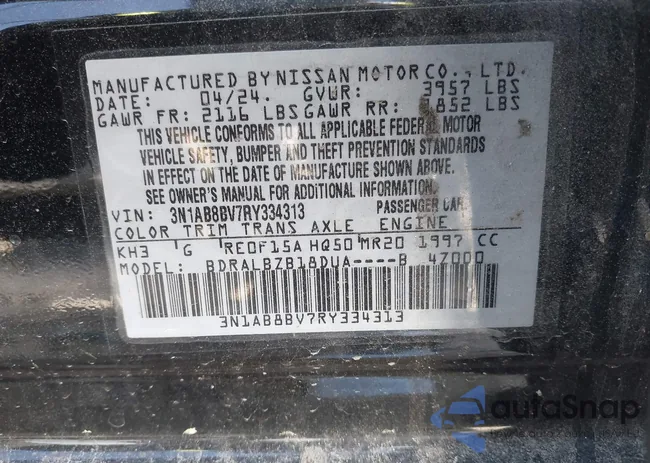 MANUFACTURED BY NISSAN MOTOR CO., LTD.
DATE: 04/24. GVWR: 3957 LBS
GAWR FR: 2116 LBS GAWR RR: 1852 LBS
THIS VEHICLE CONFORMS TO ALL APPLICABLE FEDERAL MOTOR
VEHICLE SAFETY, BUMPER AND THEFT PREVENTION STANDARDS
IN EFFECT ON THE DATE OF MANUFACTURE SHOWN ABOVE.
SEE OWNER'S MANUAL FOR ADDITIONAL INFORMATION.
VIN: 3N1AB8BV7RY334313 PASSENGER CAR
COLOR TRIM TRANS AXLE ENGINE
KH3 G RE0F15A HQ50 MR20 1997 CC
MODEL: BDRALBZB18DUA----B 47000
3N1AB8BV7RY334313
autoSnap